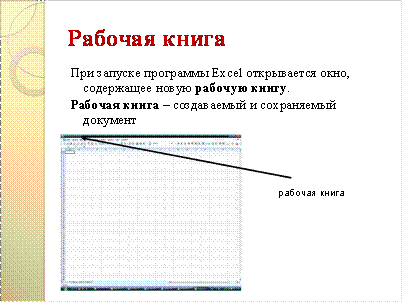 Рабочая книга
При запуске программы Excel открывается окно,
содержащее новую рабочую книгу.
Рабочая книга – создаваемый и сохраняемый
документ
рабочая книга